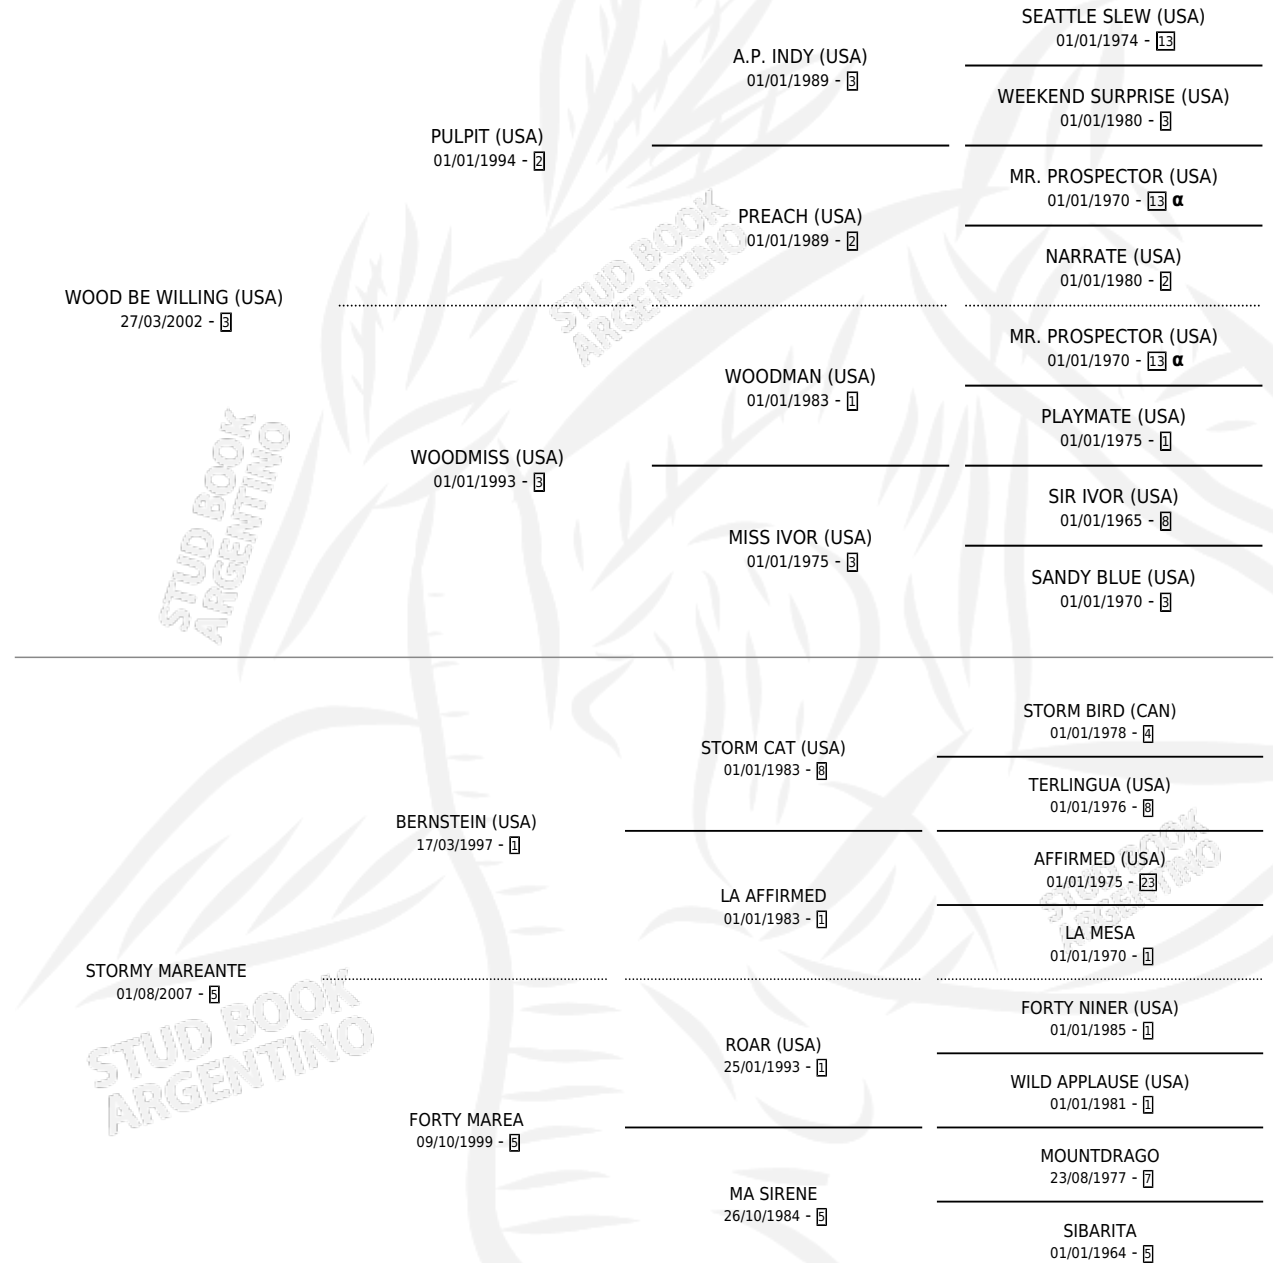 SEATTLE SLEW (USA)
01/01/1974 - 13
A.P. INDY (USA)
01/01/1989 - 3
WEEKEND SURPRISE (USA)
01/01/1980 - 3
PULPIT (USA)
01/01/1994 - 2
MR. PROSPECTOR (USA)
01/01/1970 - 13 α
PREACH (USA)
01/01/1989 - 2
NARRATE (USA)
01/01/1980 - 2
WOOD BE WILLING (USA)
27/03/2002 - 3
MR. PROSPECTOR (USA)
01/01/1970 - 13 α
WOODMAN (USA)
01/01/1983 - 1
PLAYMATE (USA)
01/01/1975 - 1
WOODMISS (USA)
01/01/1993 - 3
SIR IVOR (USA)
01/01/1965 - 8
MISS IVOR (USA)
01/01/1975 - 3
SANDY BLUE (USA)
01/01/1970 - 3
STORM BIRD (CAN)
01/01/1978 - 4
STORM CAT (USA)
01/01/1983 - 8
TERLINGUA (USA)
01/01/1976 - 8
BERNSTEIN (USA)
17/03/1997 - 1
AFFIRMED (USA)
01/01/1975 - 23
LA AFFIRMED
01/01/1983 - 1
LA MESA
01/01/1970 - 1
STORMY MAREANTE
01/08/2007 - 5
FORTY NINER (USA)
01/01/1985 - 1
ROAR (USA)
25/01/1993 - 1
WILD APPLAUSE (USA)
01/01/1981 - 1
FORTY MAREA
09/10/1999 - 5
MOUNTDRAGO
23/08/1977 - 7
MA SIRENE
26/10/1984 - 5
SIBARITA
01/01/1964 - 5
STUD BOOK
ARGENTINO
STUD BOOK
ARGENTINO
STUD BOOK
ARGENTINO
STUD BOOK
ARGENTINO